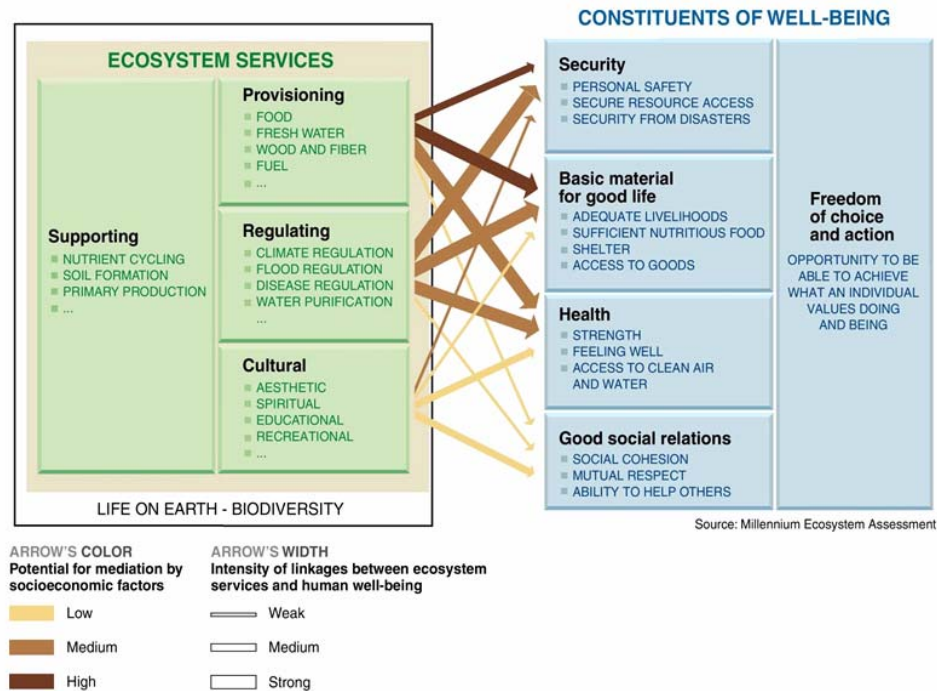 CONSTITUENTS OF WELL-BEING
ECOSYSTEM SERVICES
Supporting
■ NUTRIENT CYCLING
■ SOIL FORMATION
■ PRIMARY PRODUCTION
■ ...
Provisioning
■ FOOD
■ FRESH WATER
■ WOOD AND FIBER
■ FUEL
■ ...
Regulating
■ CLIMATE REGULATION
■ FLOOD REGULATION
■ DISEASE REGULATION
■ WATER PURIFICATION
...
Cultural
■ AESTHETIC
■ SPIRITUAL
■ EDUCATIONAL
■ RECREATIONAL
■ ...
LIFE ON EARTH - BIODIVERSITY
Security
■ PERSONAL SAFETY
■ SECURE RESOURCE ACCESS
■ SECURITY FROM DISASTERS
Basic material
for good life
■ ADEQUATE LIVELIHOODS
■ SUFFICIENT NUTRITIOUS FOOD
■ SHELTER
■ ACCESS TO GOODS
Health
■ STRENGTH
■ FEELING WELL
■ ACCESS TO CLEAN AIR
AND WATER
Good social relations
■ SOCIAL COHESION
■ MUTUAL RESPECT
■ ABILITY TO HELP OTHERS
Freedom
of choice
and action
OPPORTUNITY TO BE
ABLE TO ACHIEVE
WHAT AN INDIVIDUAL
VALUES DOING
AND BEING
Source: Millennium Ecosystem Assessment
ARROW'S COLOR
Potential for mediation by
socioeconomic factors
Low
Medium
High
ARROW'S WIDTH
Intensity of linkages between ecosystem
services and human well-being
Weak
Medium
Strong